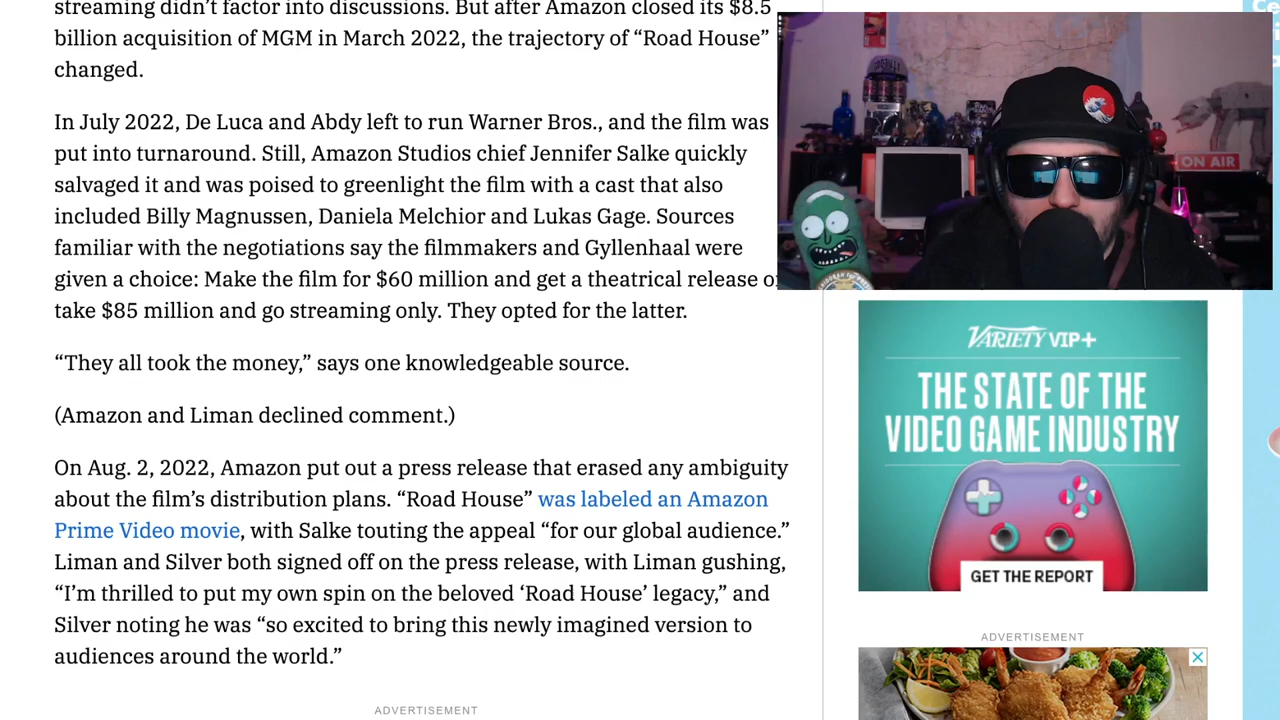 streaming didn’t factor into discussions. But after Amazon closed its $8.5
billion acquisition of MGM in March 2022, the trajectory of “Road House”
changed.
In July 2022, De Luca and Abdy left to run Warner Bros., and the film was
put into turnaround. Still, Amazon Studios chief Jennifer Salke quickly
salvaged it and was poised to greenlight the film with a cast that also
included Billy Magnussen, Daniela Melchior and Lukas Gage. Sources
familiar with the negotiations say the filmmakers and Gyllenhaal were
given a choice: Make the film for $60 million and get a theatrical release
take $85 million and go streaming only. They opted for the latter.
“They all took the money,” says one knowledgeable source.
(Amazon and Liman declined comment.)
On Aug. 2, 2022, Amazon put out a press release that erased any ambiguity
about the film’s distribution plans. “Road House” was labeled an Amazon
Prime Video movie, with Salke touting the appeal “for our global audience.”
Liman and Silver both signed off on the press release, with Liman gushing,
“I’m thrilled to put my own spin on the beloved ‘Road House’ legacy,” and
Silver noting he was “so excited to bring this newly imagined version to
audiences around the world.”
ADVERTISEMENT
ON AIR
VARIETY VIP+
THE STATE OF THE
VIDEO GAME INDUSTRY
GET THE REPORT
ADVERTISEMENT